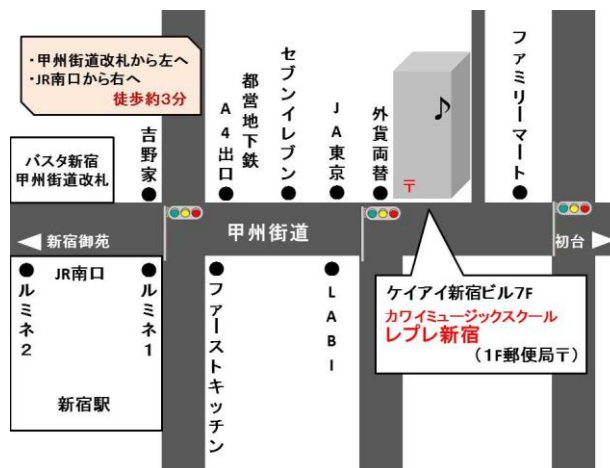 ・甲州街道改札から左へ
・JR南口から右へ
徒歩約3分
バスタ新宿
甲州街道改札
吉野家
A4出口
都営地下鉄
セブンイレブン
JA東京
外貨両替
♪
〒
ファミリーマート
新宿御苑
甲州街道
初台
JR南口
ルミネ2
ルミネ1
新宿駅
ファーストキッチン
LABI
ケイアイ新宿ビル7F
カワイミュージックスクール
レプレ新宿
(1F郵便局〒)